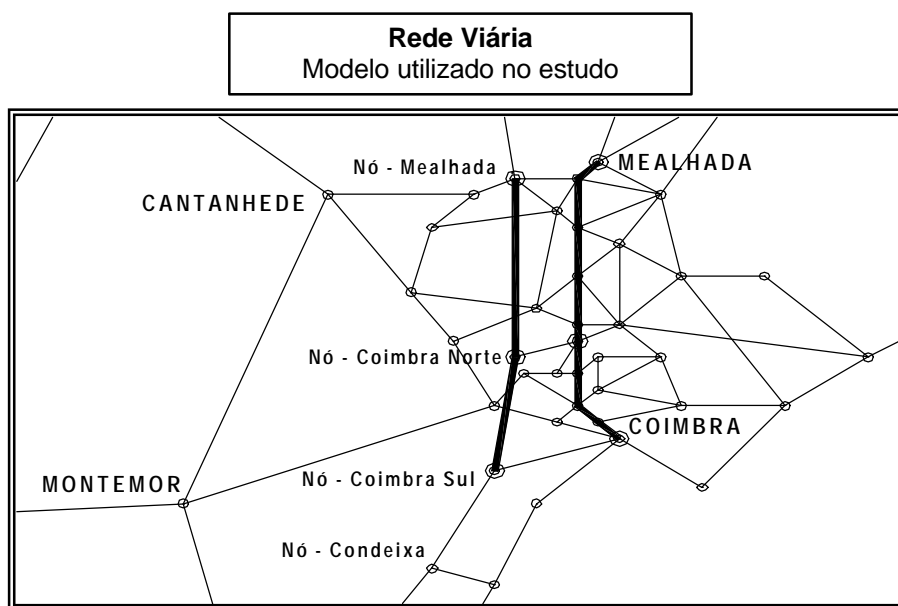 Rede Viária
Modelo utilizado no estudo
Nó - Mealhada
MEALHADA
CANTANHEDE
Nó - Coimbra Norte
COIMBRA
MONTEMOR
Nó - Coimbra Sul
Nó - Condeixa